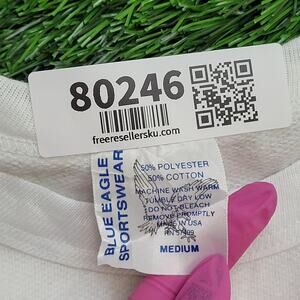 80246
freeresellersku.com
BLUE EAGLE
SPORTSWEAR
50% POLYESTER
50% COTTON
MACHINE WASH WARM
TUMBLE DRY LOW
DO NOT BLEACH
REMOVE PROMPTLY
MADE IN USA
MEDIUM